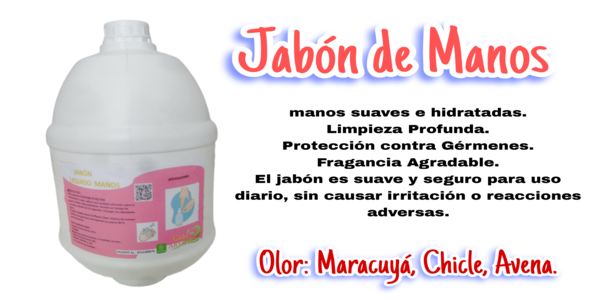 Jabón de Manos
manos suaves e hidratadas.
Limpieza Profunda.
Protección contra Gérmenes.
Fragancia Agradable.
El jabón es suave y seguro para uso
diario, sin causar irritación o reacciones
adversas.
Olor: Maracuyá, Chicle, Avena.
JABÓN
LÍQUIDO MANOS